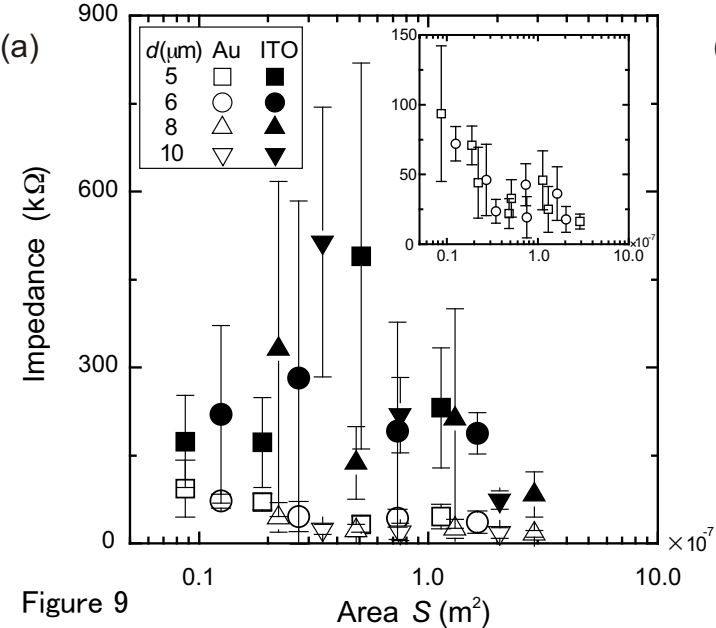 (a)
900
600
300
0
Impedance (kΩ)
d(μm) Au ITO
5
6
8
10
150
100
50
0
0.1 1.0 10.0
×10⁻⁷
0.1 1.0 10.0
×10⁻⁷
Area S (m²)
Figure 9
(